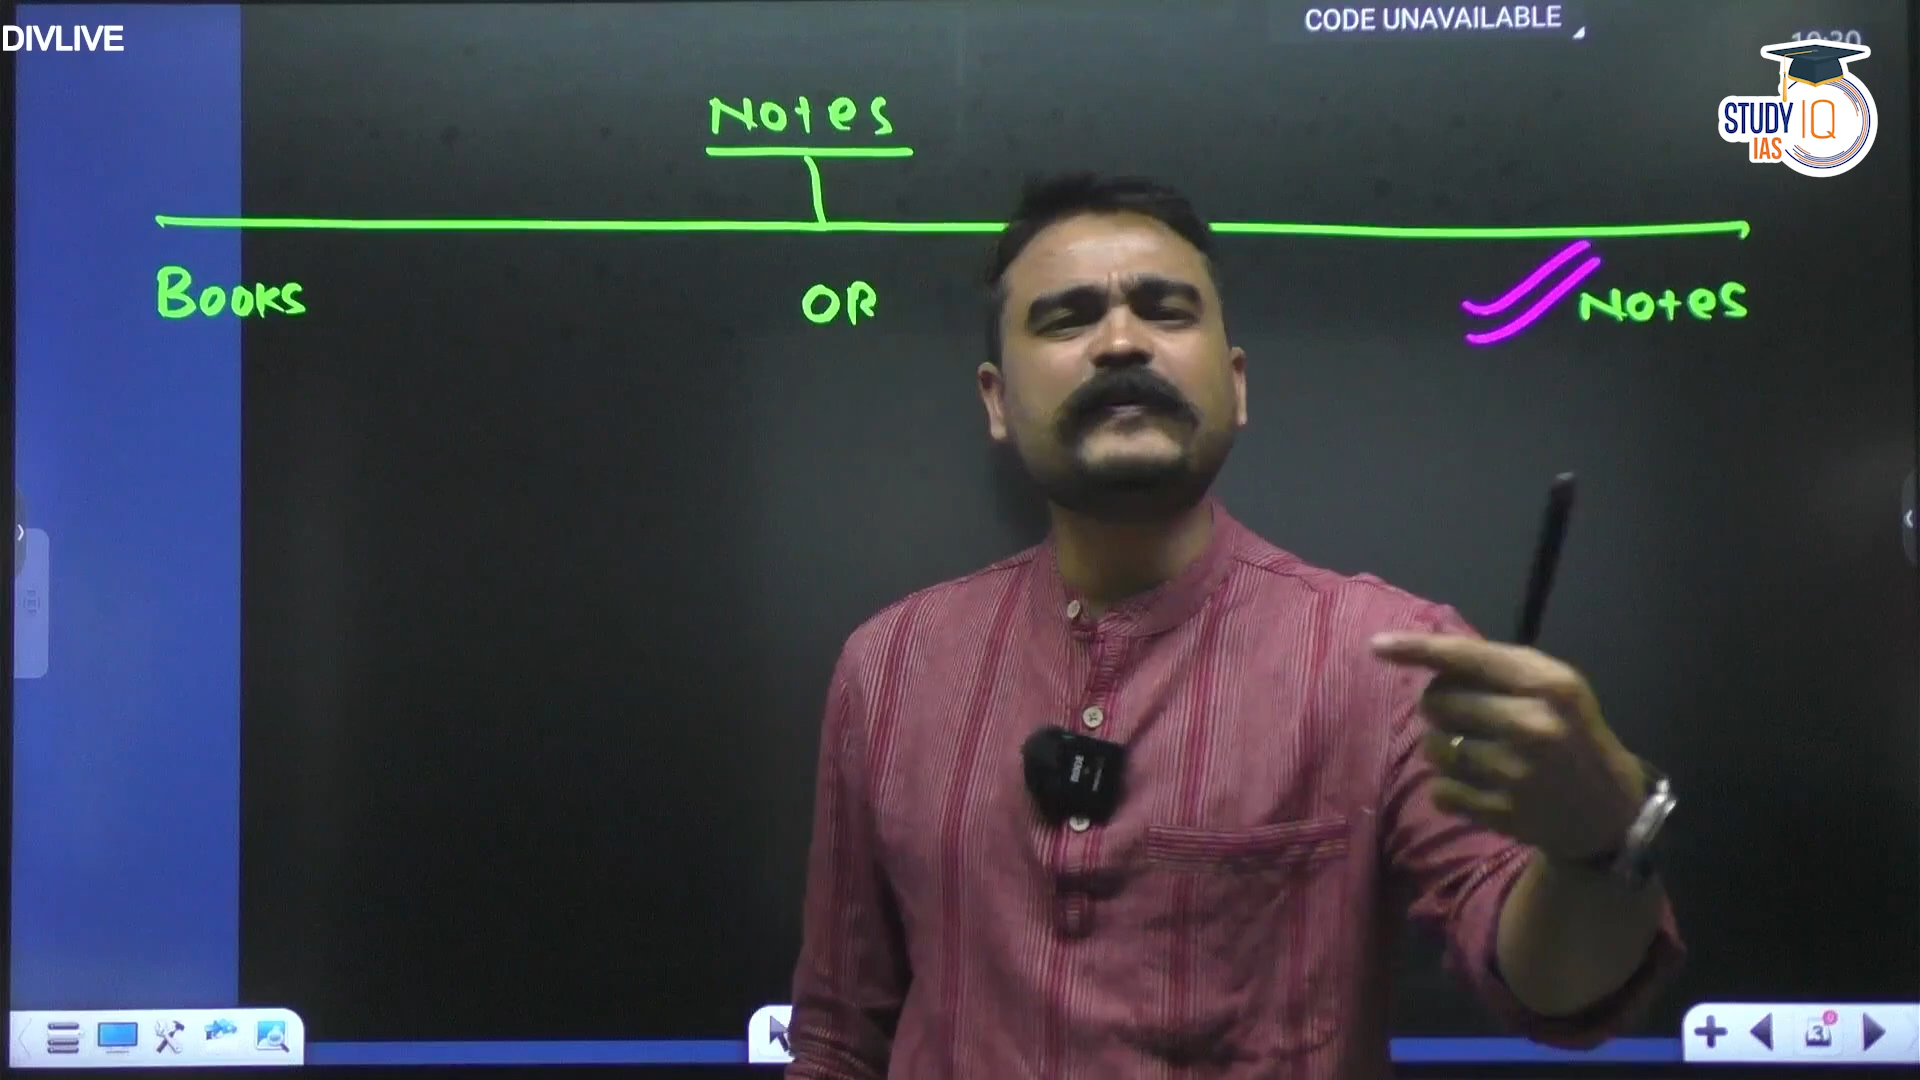 DIVLIVE
CODE UNAVAILABLE
STUDY IQ
IAS
Notes
Books OR Notes